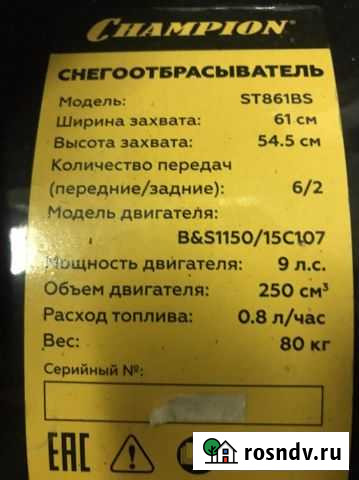 CHAMPION
СНЕГООТБРАСЫВАТЕЛЬ
Модель: ST861BS
Ширина захвата: 61 см
Высота захвата: 54.5 см
Количество передач
(передние/задние): 6/2
Модель двигателя:
B&S1150/15C107
Мощность двигателя: 9 л.с.
Объем двигателя: 250 см³
Расход топлива: 0.8 л/час
Вес: 80 кг
Серийный №:
EAC
rosndv.ru